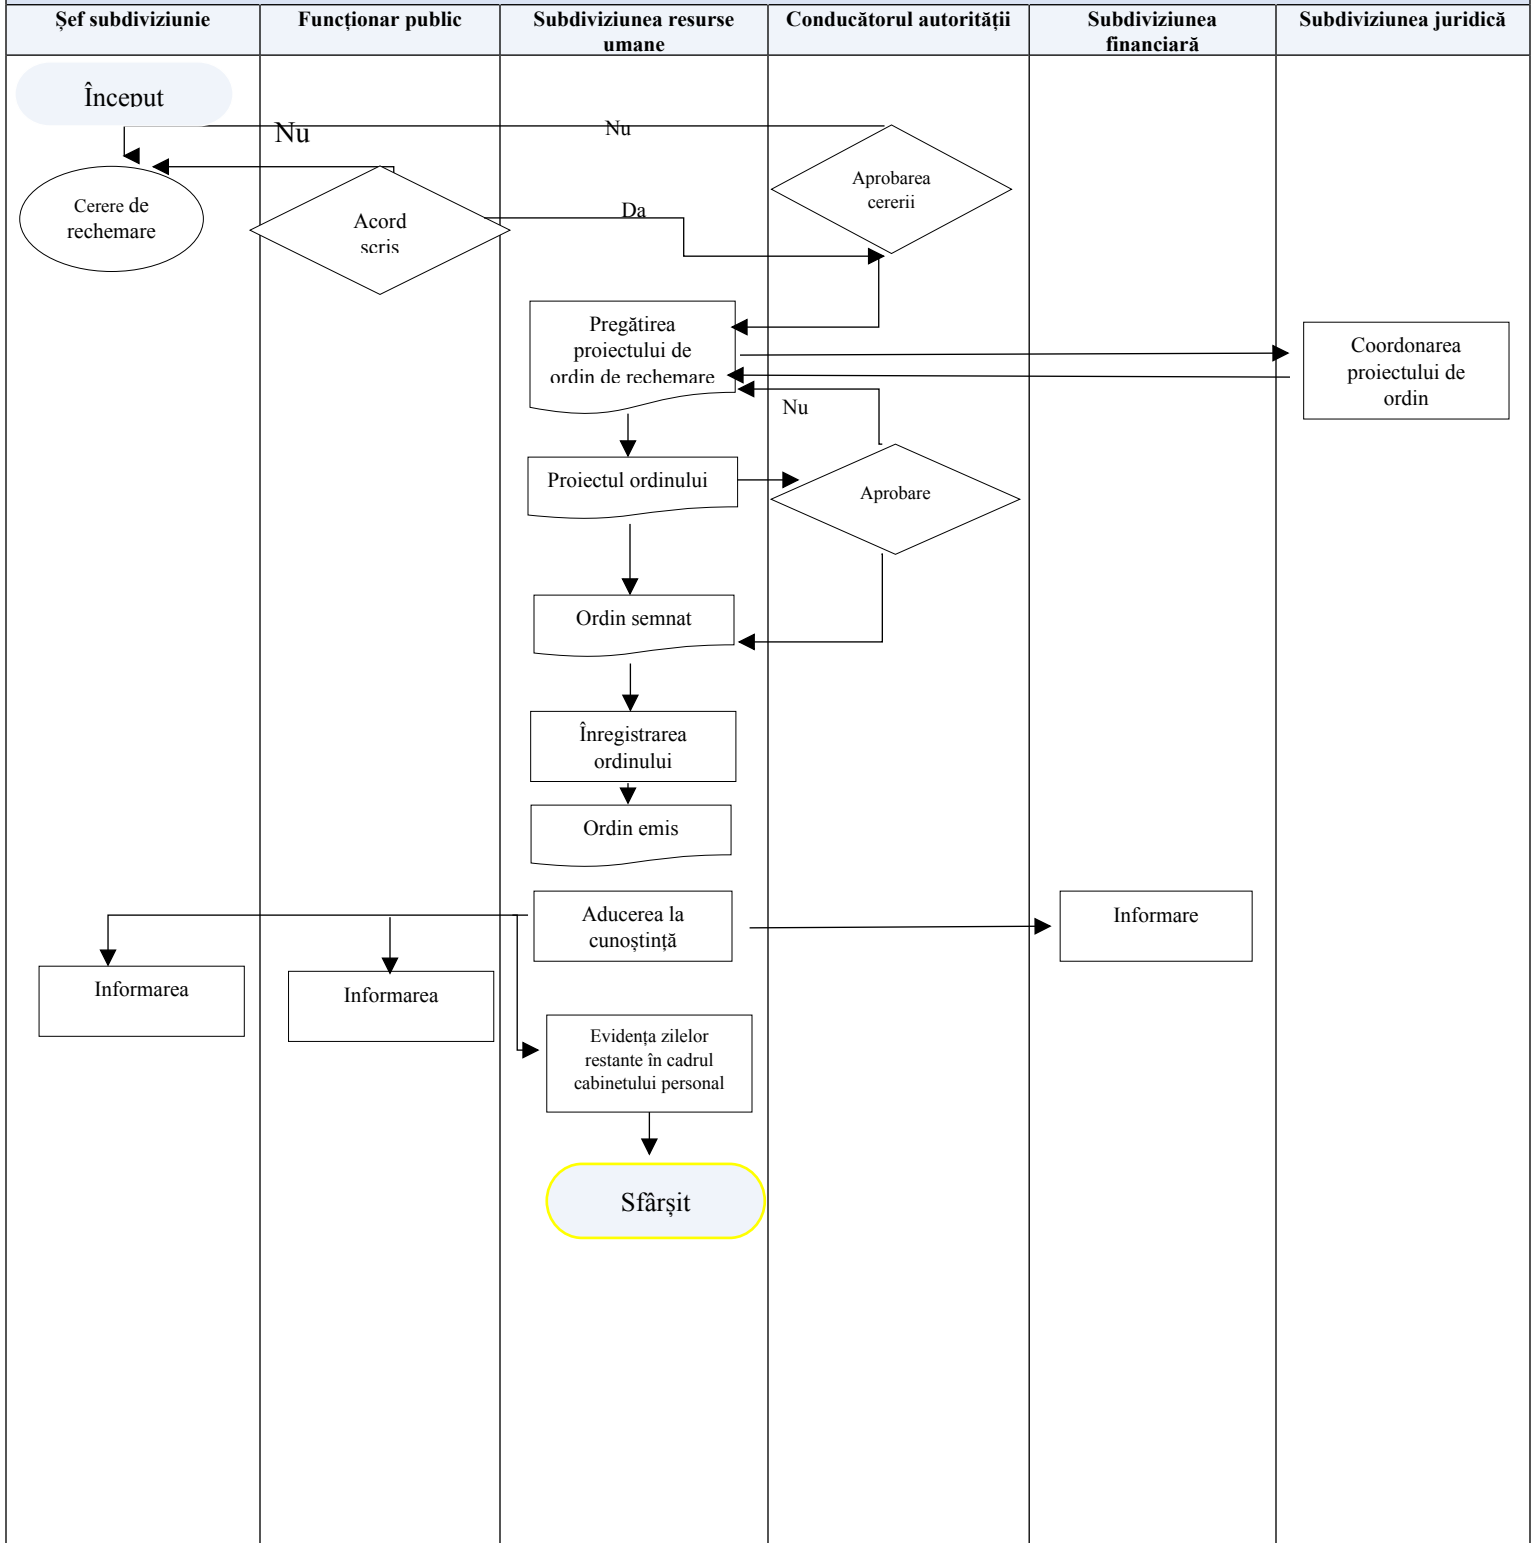 Șef subdiviziunie
Funcționar public
Subdiviziunea resurse
umane
Conducătorul autorității
Subdiviziunea
financiară
Subdiviziunea juridică
Început
Nu
Nu
Aprobarea
cererii
Cerere de
rechemare
Acord
scris
Da
Pregătirea
proiectului de
ordin de rechemare
Coordonarea
proiectului de
ordin
Nu
Proiectul ordinului
Aprobare
Ordin semnat
Înregistrarea
ordinului
Ordin emis
Aducerea la
cunoștință
Informare
Informarea
Informarea
Evidența zilelor
restante în cadrul
cabinetului personal
Sfârșit